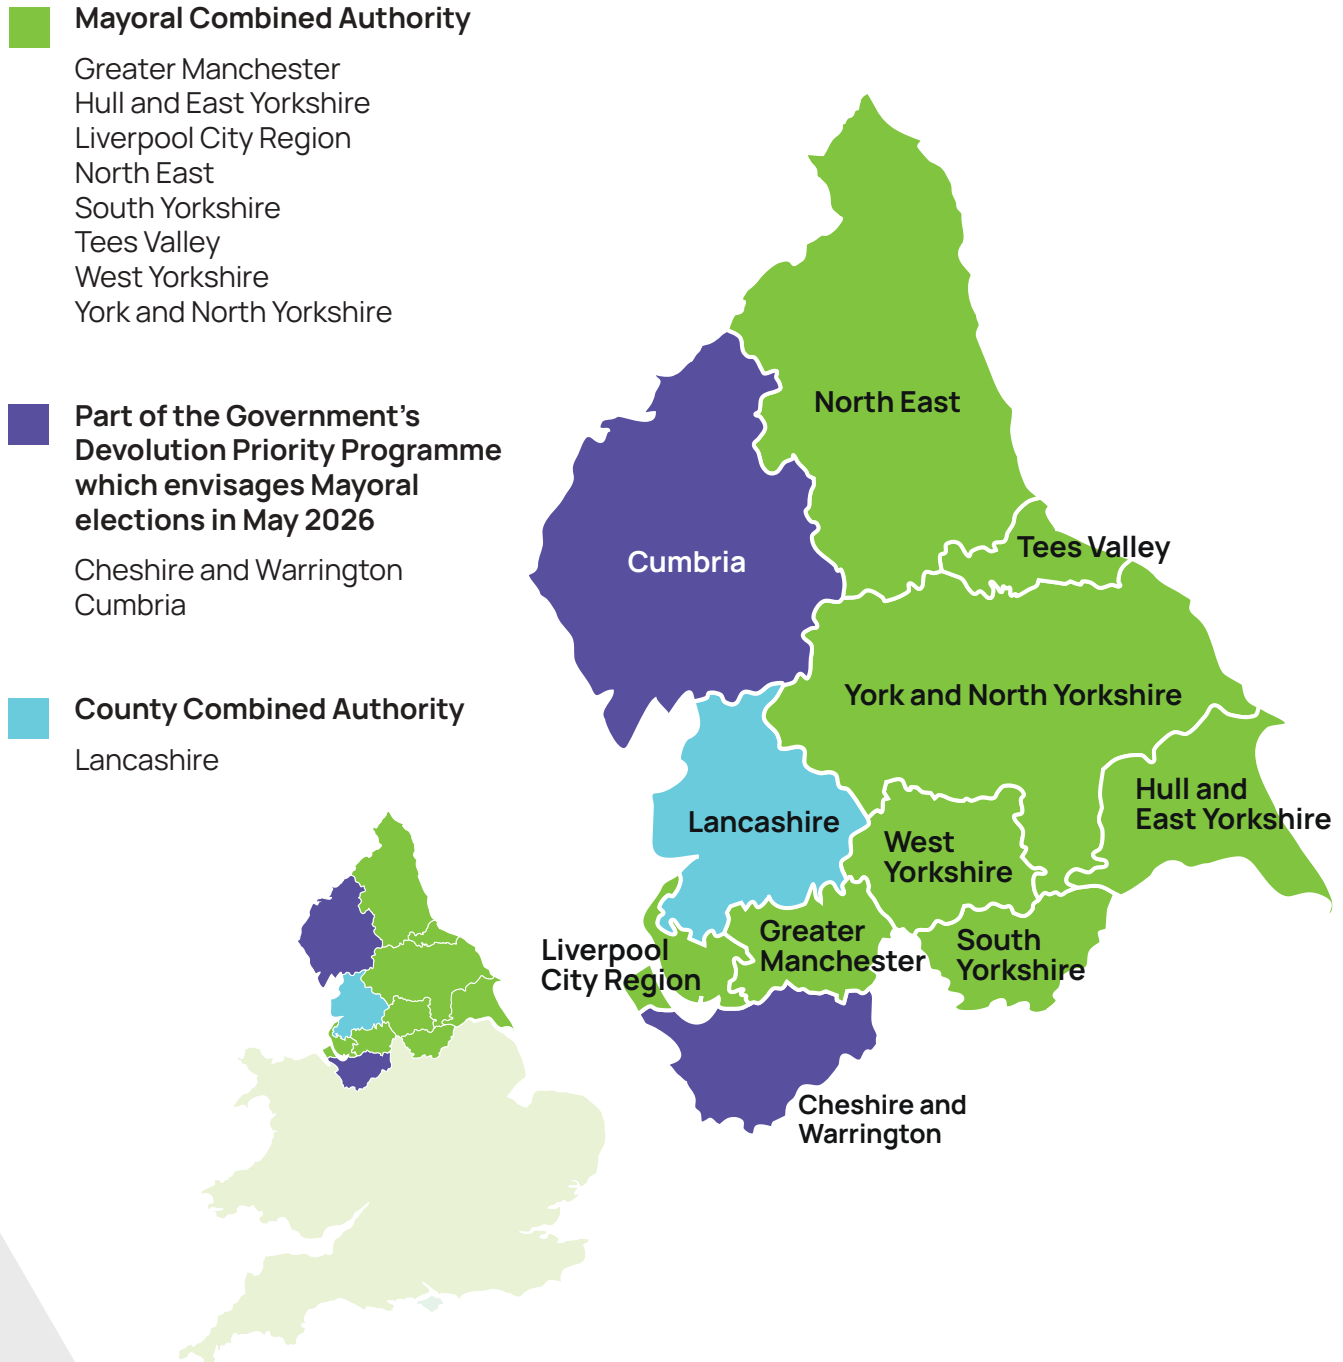 Mayoral Combined Authority
Greater Manchester
Hull and East Yorkshire
Liverpool City Region
North East
South Yorkshire
Tees Valley
West Yorkshire
York and North Yorkshire
Part of the Government's
Devolution Priority Programme
which envisages Mayoral
elections in May 2026
Cheshire and Warrington
Cumbria
County Combined Authority
Lancashire
North East
Tees Valley
Cumbria
York and North Yorkshire
Hull and
East Yorkshire
Lancashire
West
Yorkshire
Greater
Manchester
South
Yorkshire
Liverpool
City Region
Cheshire and
Warrington